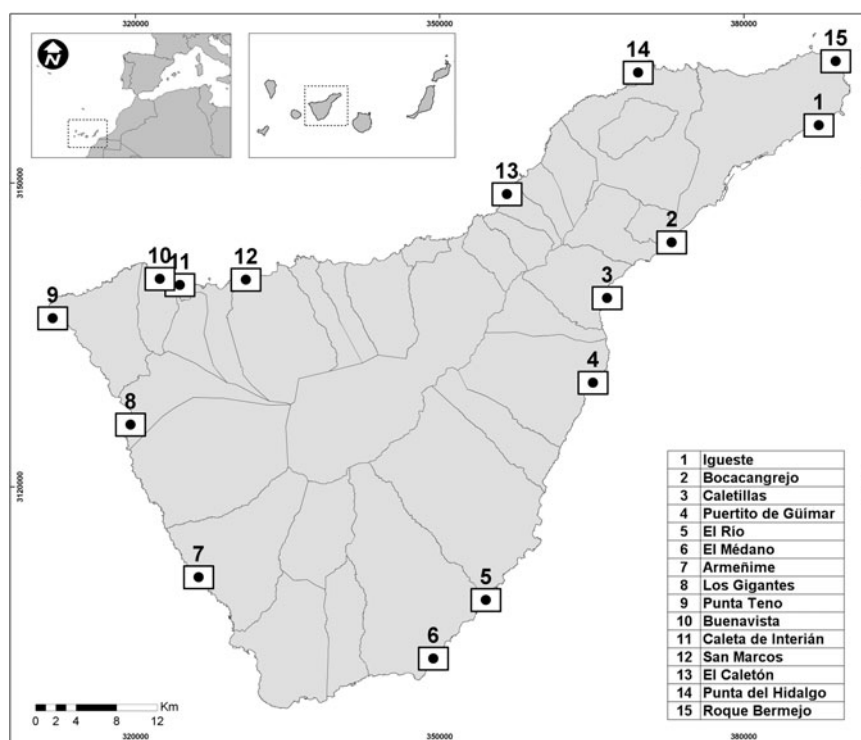 320000 350000 380000
N
14
15
1
3150000
13
2
10
11
12
3
9
4
8
3120000
1 Igueste
2 Bocacangrejo
3 Caletillas
4 Puertito de Güímar
5 El Río
6 El Médano
7 Armeñime
8 Los Gigantes
9 Punta Teno
10 Buenavista
11 Caleta de Interián
12 San Marcos
13 El Caletón
14 Punta del Hidalgo
15 Roque Bermejo
7
5
6
Km
0 2 4 8 12
320000 350000 380000